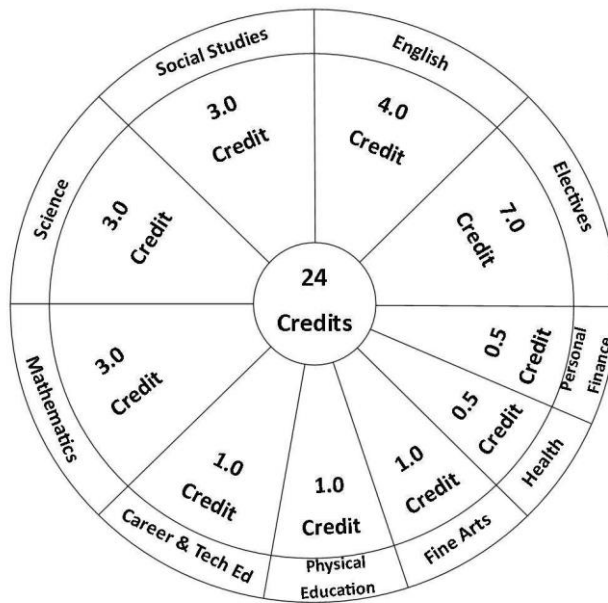 Social Studies
3.0
Credit
English
4.0
Credit
Electives
7.0
Credit
Personal
Finance
0.5
Credit
Health
0.5
Credit
Fine Arts
1.0
Credit
Physical
Education
1.0
Credit
Career & Tech Ed
1.0
Credit
Mathematics
3.0
Credit
Science
3.0
Credit
24
Credits